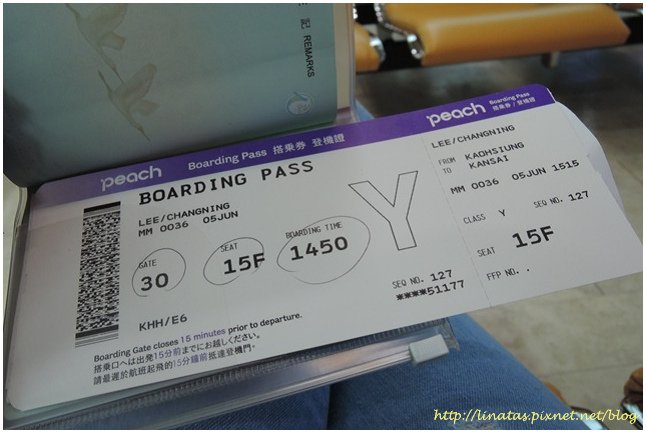 記 REMARKS
peach Boarding Pass 搭乗券 登機證
BOARDING PASS
LEE/CHANGNING
MM 0036 05JUN
GATE SEAT BOARDING TIME
30 15F 1450
Y
KHH/E6
SEQ NO. 127
****51177
Boarding Gate closes 15 minutes prior to departure.
搭乗口へは出発15分前までにお越しください。
請最遲於航班起飛的15分鐘前抵達登機門。
peach Boarding Pass
搭乗券 / 登機證
LEE/CHANGNING
FROM KAOHSIUNG
TO KANSAI
MM 0036 05JUN 1515
CLASS Y SEQ NO. 127
SEAT 15F
FFP NO. .
http://linatas.pixnet.net/blog